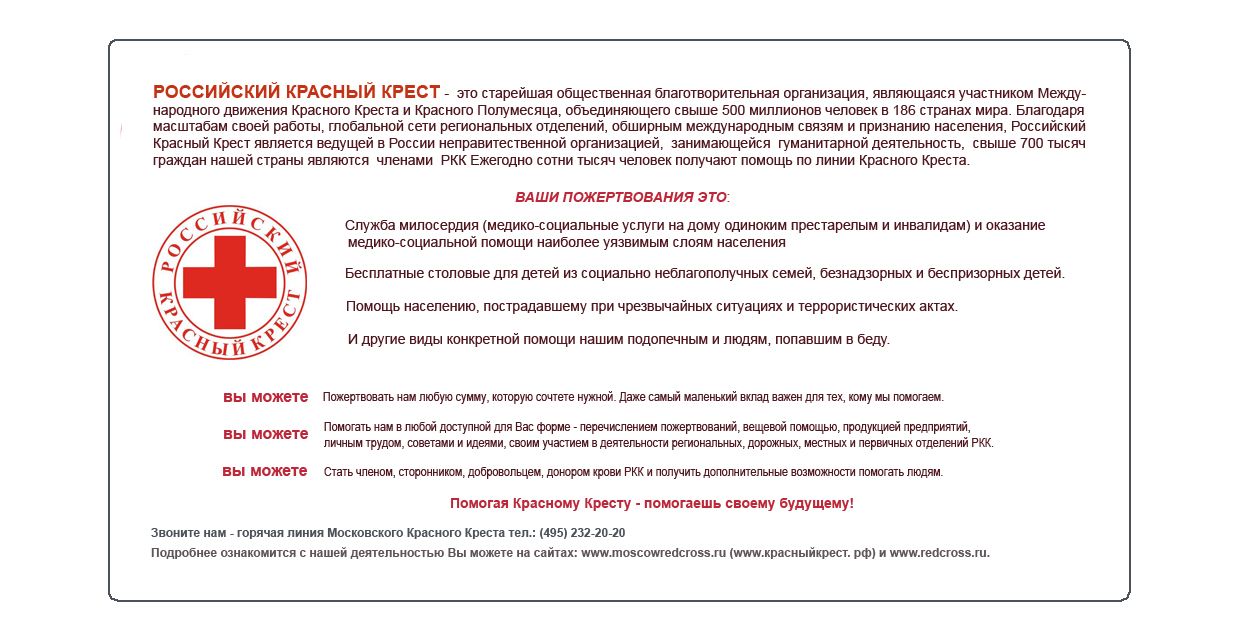 РОССИЙСКИЙ КРАСНЫЙ КРЕСТ - это старейшая общественная благотворительная организация, являющаяся участником Между-
народного движения Красного Креста и Красного Полумесяца, объединяющего свыше 500 миллионов человек в 186 странах мира. Благодаря
масштабам своей работы, глобальной сети региональных отделений, обширным международным связям и признанию населения, Российский
Красный Крест является ведущей в России неправитественной организацией, занимающейся гуманитарной деятельность, свыше 700 тысяч
граждан нашей страны являются членами РКК Ежегодно сотни тысяч человек получают помощь по линии Красного Креста.
ВАШИ ПОЖЕРТВОВАНИЯ ЭТО:
РОССИЙСКИЙ
КРАСНЫЙ КРЕСТ
Служба милосердия (медико-социальные услуги на дому одиноким престарелым и инвалидам) и оказание
медико-социальной помощи наиболее уязвимым слоям населения
Бесплатные столовые для детей из социально неблагополучных семей, безнадзорных и беспризорных детей.
Помощь населению, пострадавшему при чрезвычайных ситуациях и террористических актах.
И другие виды конкретной помощи нашим подопечным и людям, попавшим в беду.
вы можете Пожертвовать нам любую сумму, которую сочтете нужной. Даже самый маленький вклад важен для тех, кому мы помогаем.
вы можете Помогать нам в любой доступной для Вас форме - перечислением пожертвований, вещевой помощью, продукцией предприятий,
личным трудом, советами и идеями, своим участием в деятельности региональных, дорожных, местных и первичных отделений РКК.
вы можете Стать членом, сторонником, добровольцем, донором крови РКК и получить дополнительные возможности помогать людям.
Помогая Красному Кресту - помогаешь своему будущему!
Звоните нам - горячая линия Московского Красного Креста тел.: (495) 232-20-20
Подробнее ознакомится с нашей деятельностью Вы можете на сайтах: www.moscowredcross.ru (www.красныйкрест. рф) и www.redcross.ru.